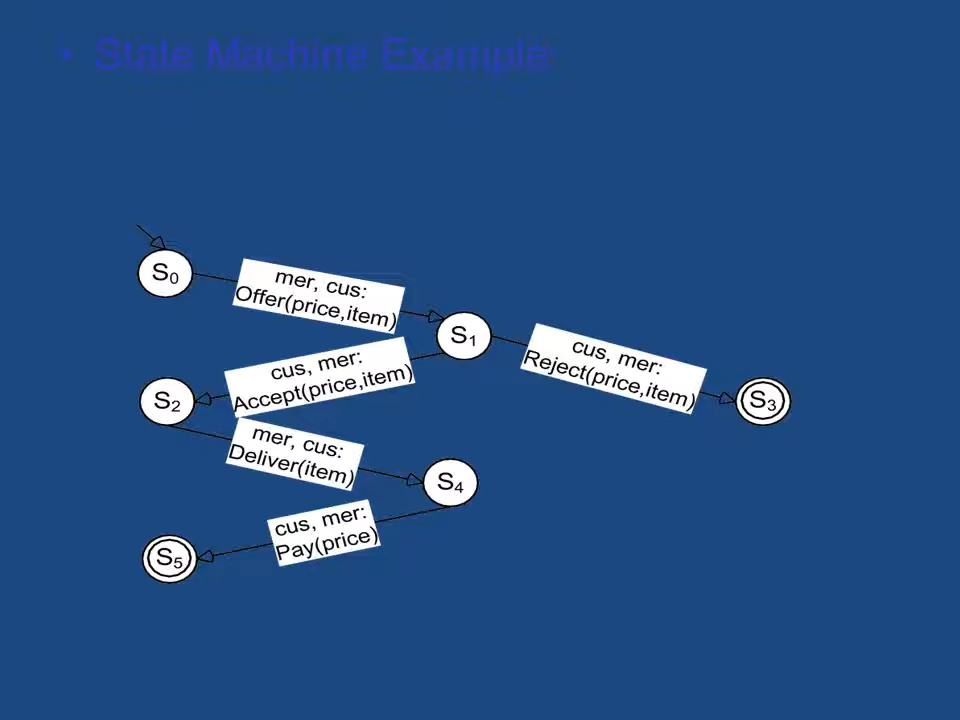 • State Machine Example:
S0
mer, cus:
Offer(price,item)
S1
cus, mer:
Reject(price,item)
S3
cus, mer:
Accept(price,item)
S2
mer, cus:
Deliver(item)
S4
cus, mer:
Pay(price)
S5